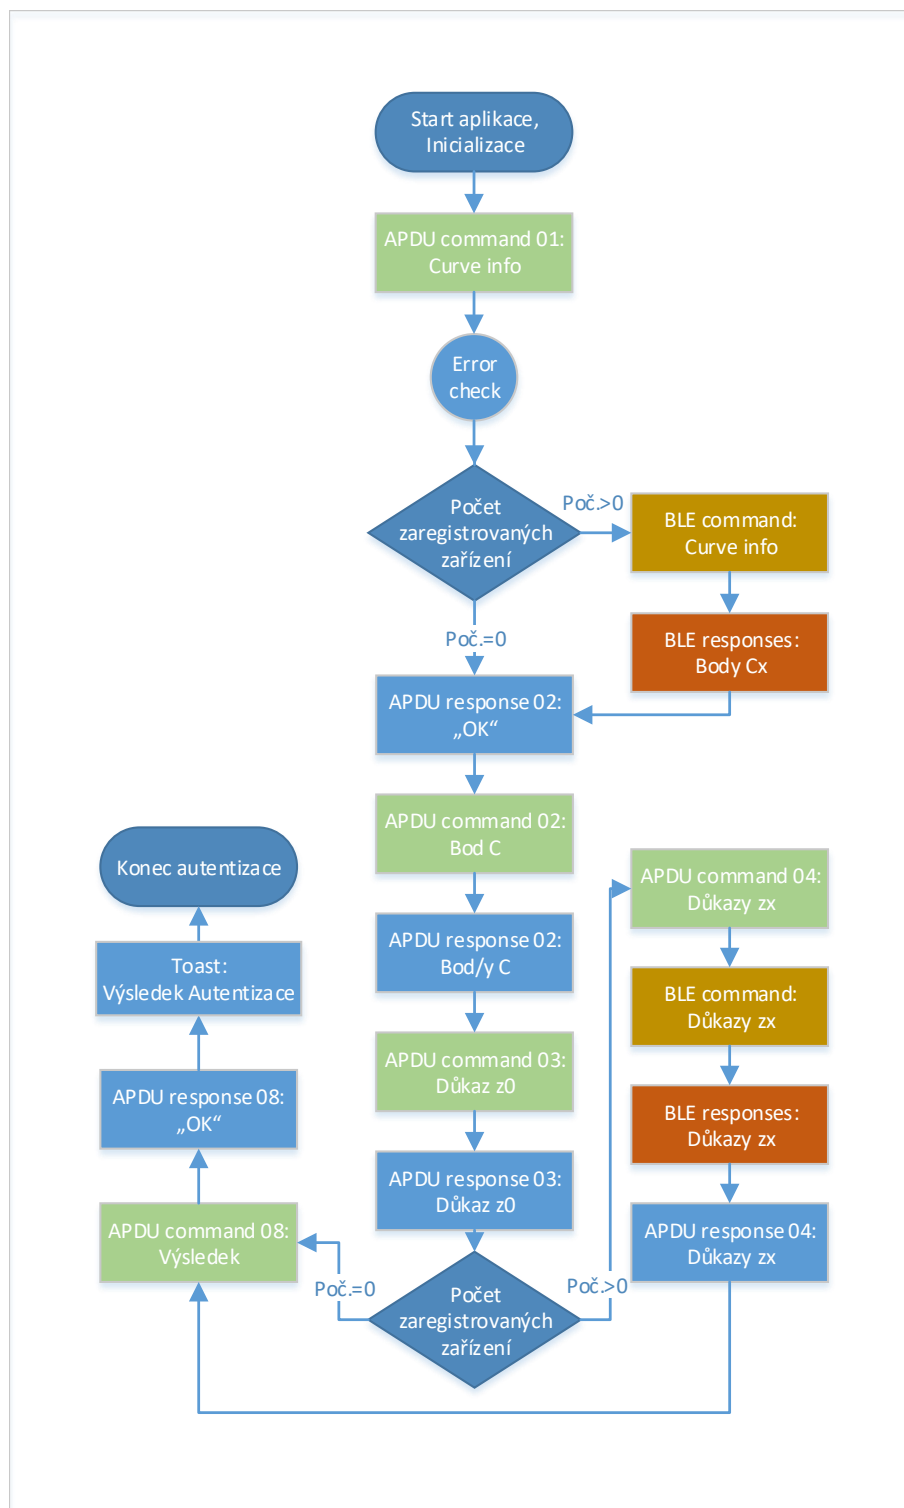 Start aplikace,
Inicializace
APDU command 01:
Curve info
Error
check
Počet
zaregistrovaných
zařízení
Poč.>0
BLE command:
Curve info
BLE responses:
Body Cx
Poč.=0
APDU response 02:
„OK“
APDU command 02:
Bod C
APDU response 02:
Bod/y C
APDU command 03:
Důkaz z0
APDU response 03:
Důkaz z0
Počet
zaregistrovaných
zařízení
Poč.>0
APDU command 04:
Důkazy zx
BLE command:
Důkazy zx
BLE responses:
Důkazy zx
APDU response 04:
Důkazy zx
Poč.=0
APDU command 08:
Výsledek
APDU response 08:
„OK“
Toast:
Výsledek Autentizace
Konec autentizace